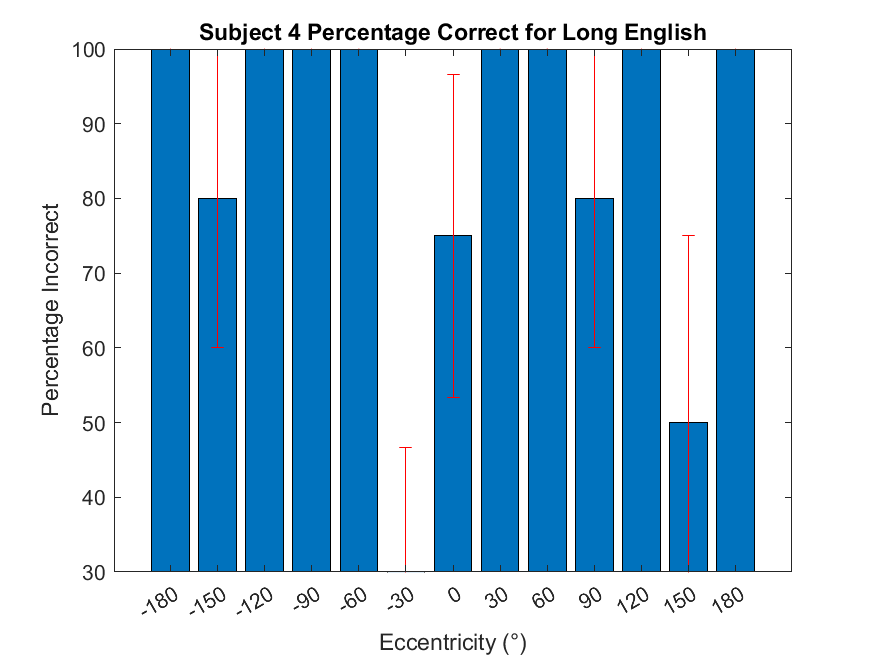 Subject 4 Percentage Correct for Long English
100
90
80
70
60
50
40
30
Percentage Incorrect
-180 -150 -120 -90 -60 -30 0 30 60 90 120 150 180
Eccentricity (°)